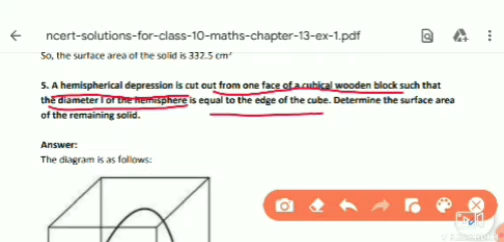 ncert-solutions-for-class-10-maths-chapter-13-ex-1.pdf
So, the surface area of the solid is 332.5 cm²
5. A hemispherical depression is cut out from one face of a cubical wooden block such that
the diameter l of the hemisphere is equal to the edge of the cube. Determine the surface area
of the remaining solid.
Answer:
The diagram is as follows: